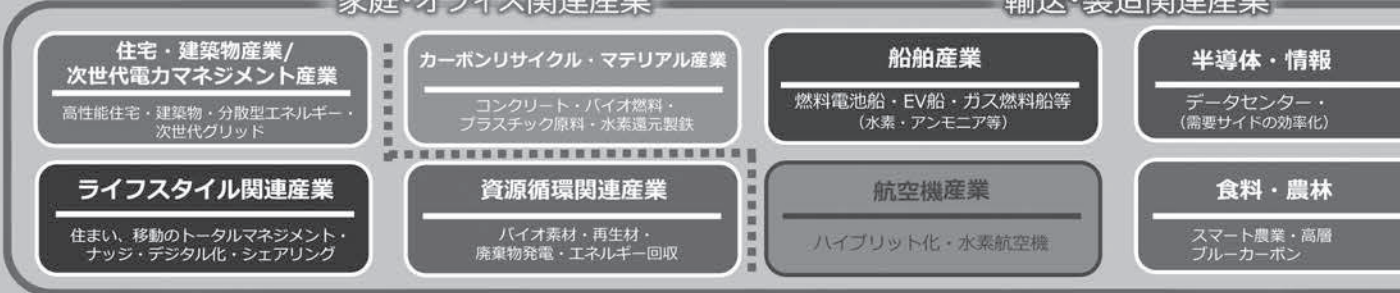 家庭・オフィス関連産業
輸送・製造関連産業
住宅・建築物産業/
次世代電力マネジメント産業
高性能住宅・建築物・分散型エネルギー・
次世代グリッド
カーボンリサイクル・マテリアル産業
コンクリート・バイオ燃料・
プラスチック原料・水素還元製鉄
船舶産業
燃料電池船・EV船・ガス燃料船等
(水素・アンモニア等)
半導体・情報
データセンター・
(需要サイドの効率化)
ライフスタイル関連産業
住まい、移動のトータルマネジメント・
ナッジ・デジタル化・シェアリング
資源循環関連産業
バイオ素材・再生材・
廃棄物発電・エネルギー回収
航空機産業
ハイブリット化・水素航空機
食料・農林
スマート農業・高層
ブルーカーボン